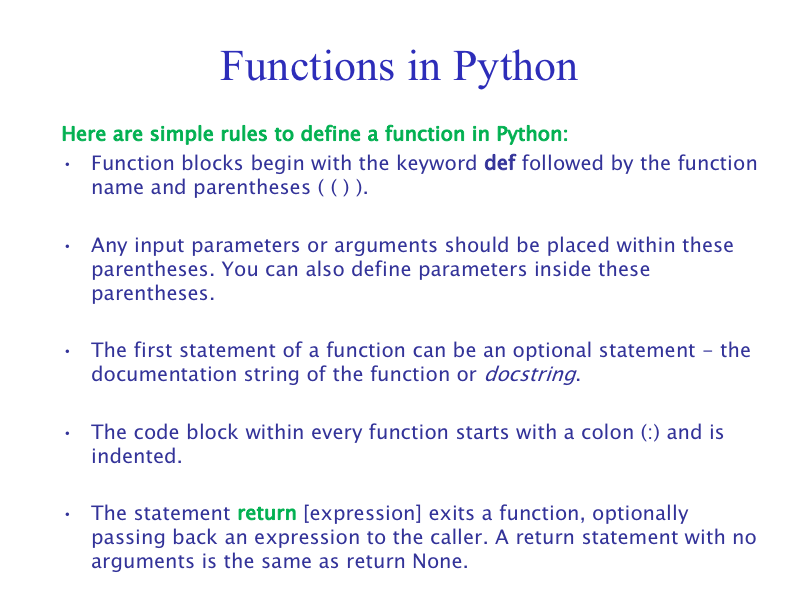 Functions in Python
Here are simple rules to define a function in Python:
• Function blocks begin with the keyword def followed by the function
name and parentheses ( ( ) ).
• Any input parameters or arguments should be placed within these
parentheses. You can also define parameters inside these
parentheses.
• The first statement of a function can be an optional statement – the
documentation string of the function or docstring.
• The code block within every function starts with a colon (:) and is
indented.
• The statement return [expression] exits a function, optionally
passing back an expression to the caller. A return statement with no
arguments is the same as return None.